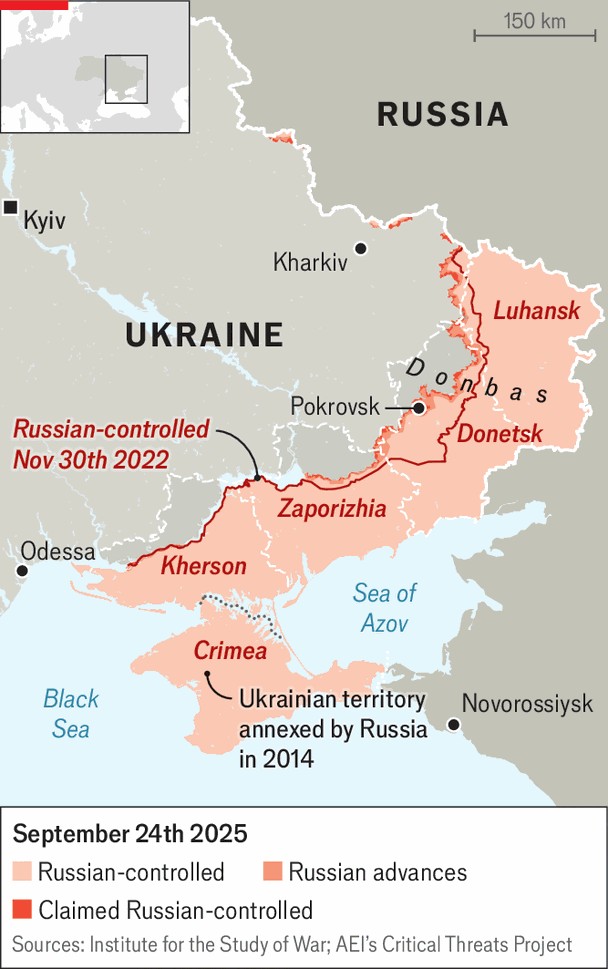 150 km
RUSSIA
Kyiv
Kharkiv
Luhansk
UKRAINE
Donbas
Pokrovsk
Russian-controlled
Nov 30th 2022
Donetsk
Zaporizhia
Odessa
Kherson
Sea of
Azov
Crimea
Black
Sea
Ukrainian territory
annexed by Russia
in 2014
Novorossiysk
September 24th 2025
Russian-controlled
Russian advances
Claimed Russian-controlled
Sources: Institute for the Study of War; AEI's Critical Threats Project